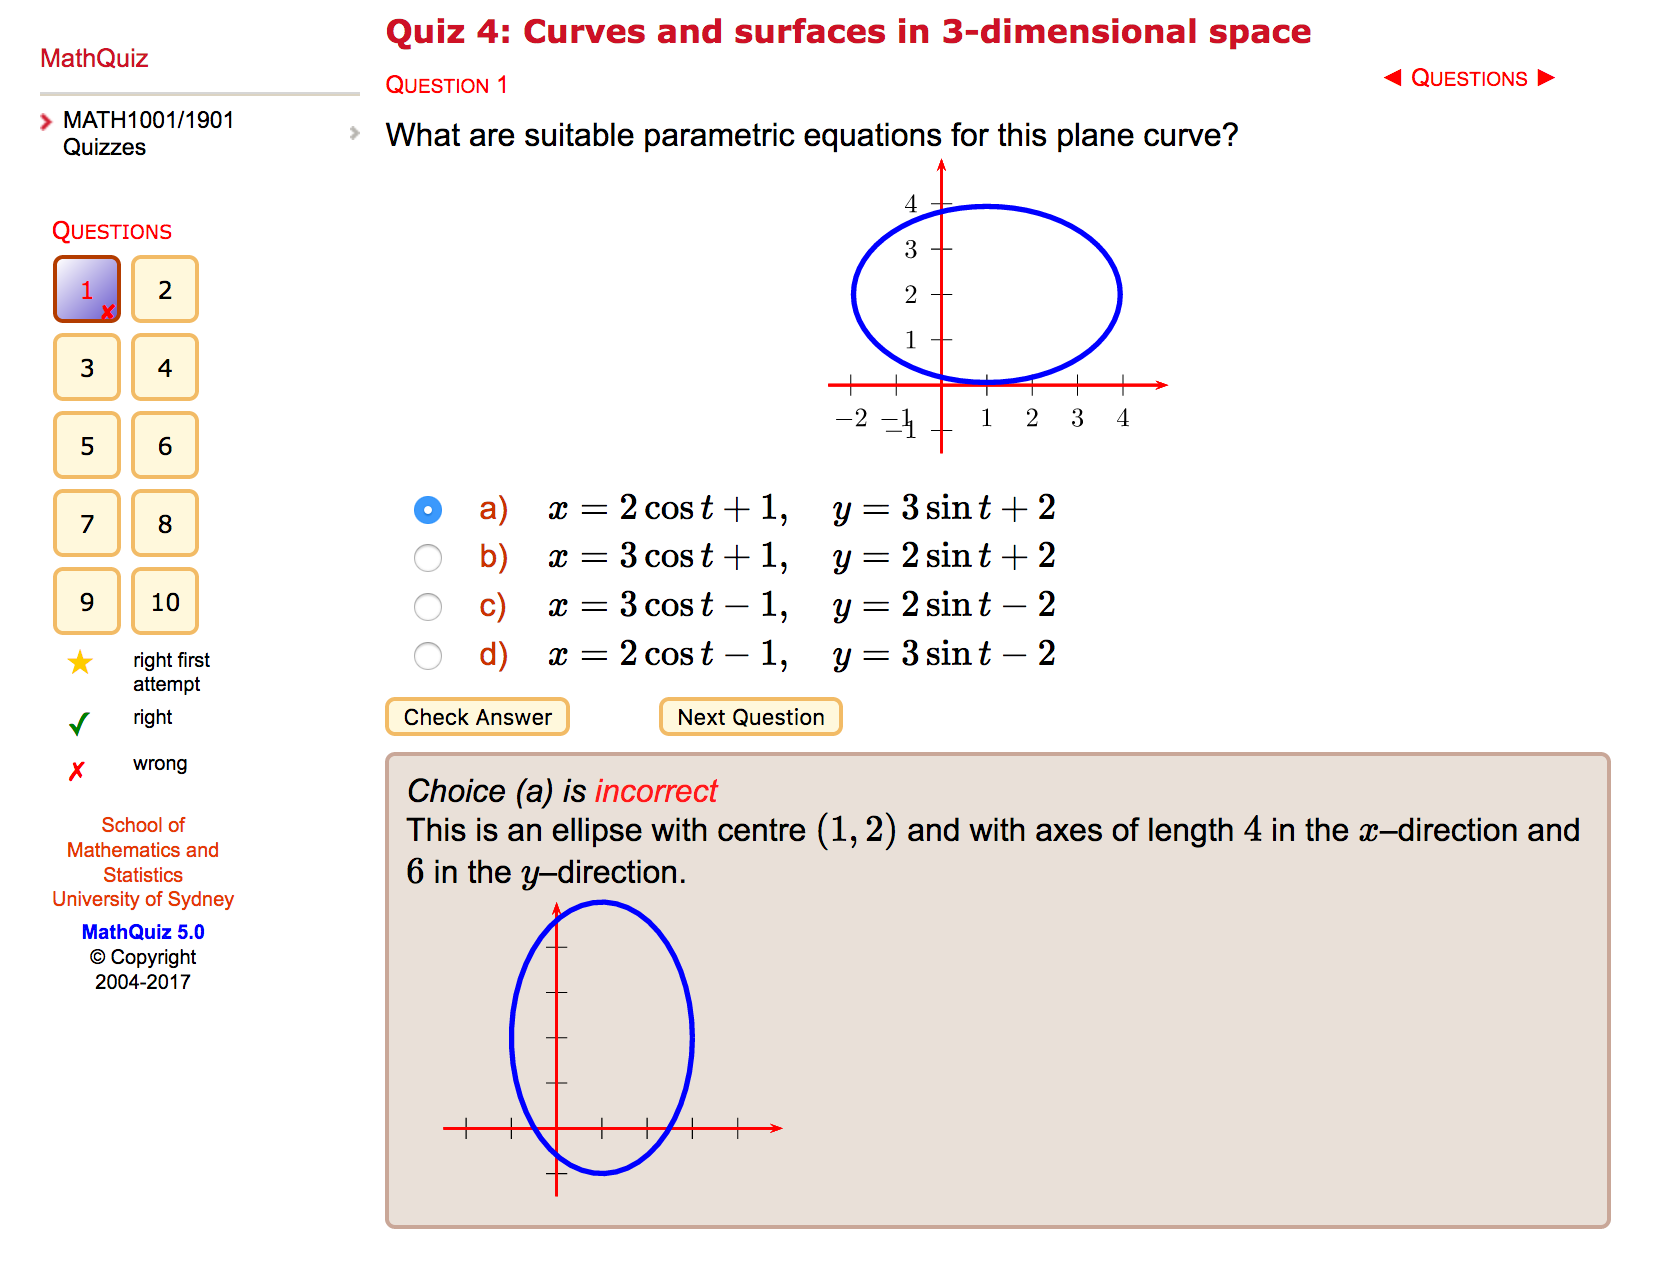 Quiz 4: Curves and surfaces in 3-dimensional space
MathQuiz
QUESTION 1
◀ QUESTIONS ▶
MATH1001/1901
Quizzes
What are suitable parametric equations for this plane curve?
4
3
2
1
−2 −1 1 2 3 4
−1
QUESTIONS
1 ✘ 2
3 4
5 6
7 8
9 10
right first
attempt
right
wrong
School of
Mathematics and
Statistics
University of Sydney
MathQuiz 5.0
© Copyright
2004-2017
a) x = 2 cos t + 1, y = 3 sin t + 2
b) x = 3 cos t + 1, y = 2 sin t + 2
c) x = 3 cos t − 1, y = 2 sin t − 2
d) x = 2 cos t − 1, y = 3 sin t − 2
Check Answer Next Question
Choice (a) is incorrect
This is an ellipse with centre (1, 2) and with axes of length 4 in the x–direction and
6 in the y–direction.